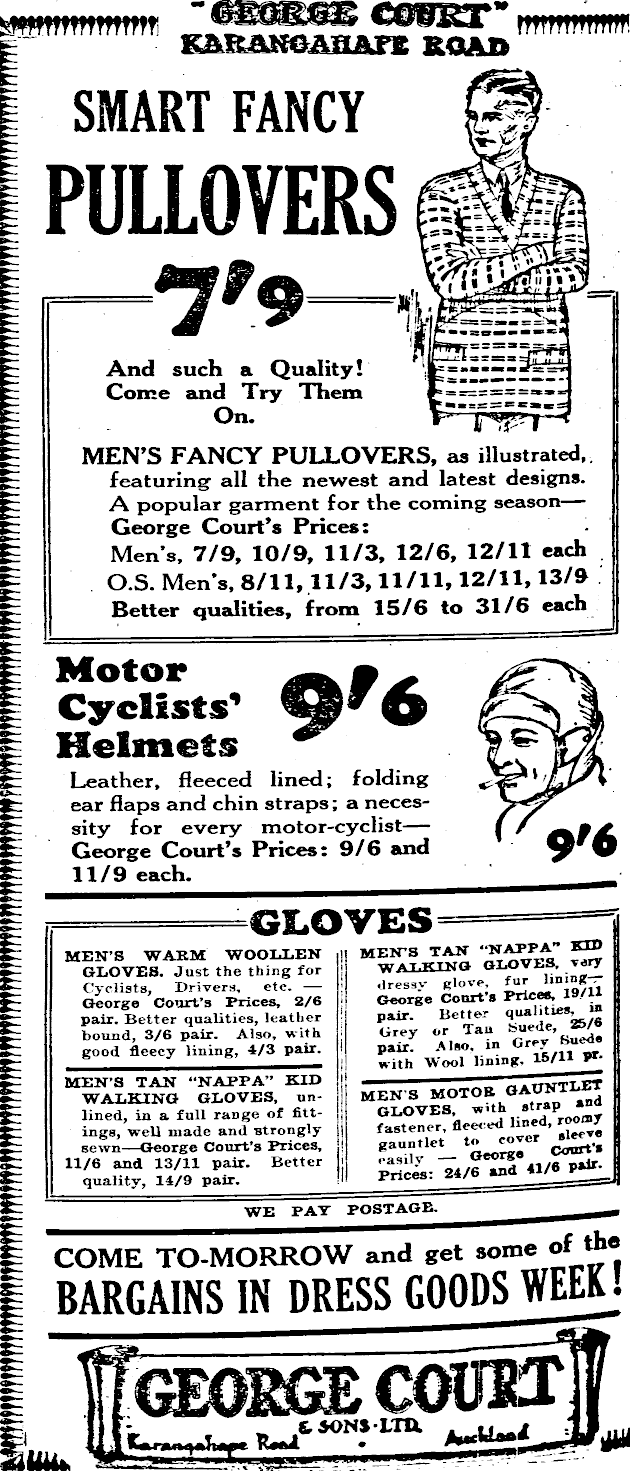 "GEORGE COURT"
KARANGAHAPE ROAD
SMART FANCY
PULLOVERS
7'9
And such a Quality!
Come and Try Them
On.
MEN'S FANCY PULLOVERS, as illustrated,
featuring all the newest and latest designs.
A popular garment for the coming season—
George Court's Prices:
Men's, 7/9, 10/9, 11/3, 12/6, 12/11 each
O.S. Men's, 8/11, 11/3, 11/11, 12/11, 13/9
Better qualities, from 15/6 to 31/6 each
Motor
Cyclists'
Helmets
9'6
Leather, fleeced lined; folding
ear flaps and chin straps; a neces-
sity for every motor-cyclist—
George Court's Prices: 9/6 and
11/9 each.
9'6
GLOVES
MEN'S WARM WOOLLEN
GLOVES. Just the thing for
Cyclists, Drivers, etc. —
George Court's Prices, 2/6
pair. Better qualities, leather
bound, 3/6 pair. Also, with
good fleecy lining, 4/3 pair.
MEN'S TAN "NAPPA" KID
WALKING GLOVES, un-
lined, in a full range of fitt-
ings, well made and strongly
sewn—George Court's Prices,
11/6 and 13/11 pair. Better
quality, 14/9 pair.
MEN'S TAN "NAPPA" KID
WALKING GLOVES, very
dressy glove, fur lining—
George Court's Prices, 19/11
pair. Better qualities, in
Grey or Tan Suede, 25/6
pair. Also, in Grey Suede
with Wool lining, 15/11 pr.
MEN'S MOTOR GAUNTLET
GLOVES, with strap and
fastener, fleeced lined, roomy
gauntlet to cover sleeve
easily — George Court's
Prices: 24/6 and 41/6 pair.
WE PAY POSTAGE.
COME TO-MORROW and get some of the
BARGAINS IN DRESS GOODS WEEK!
GEORGE COURT
& SONS·LTD.
Karangahape Road · Auckland